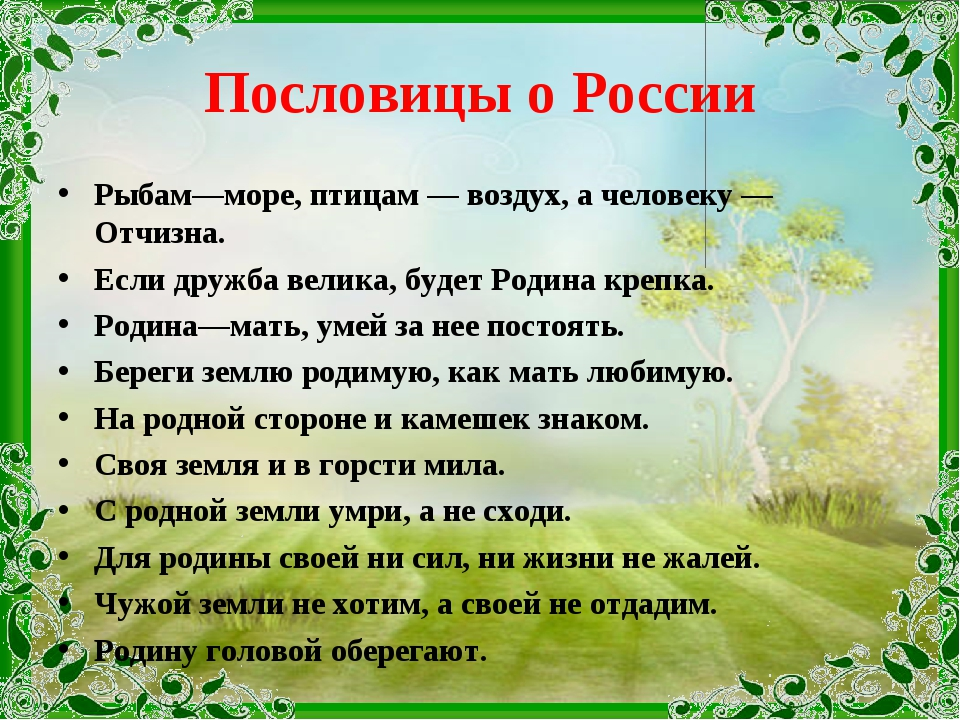 Пословицы о России
• Рыбам—море, птицам — воздух, а человеку —
Отчизна.
• Если дружба велика, будет Родина крепка.
• Родина—мать, умей за нее постоять.
• Береги землю родимую, как мать любимую.
• На родной стороне и камешек знаком.
• Своя земля и в горсти мила.
• С родной земли умри, а не сходи.
• Для родины своей ни сил, ни жизни не жалей.
• Чужой земли не хотим, а своей не отдадим.
• Родину головой оберегают.